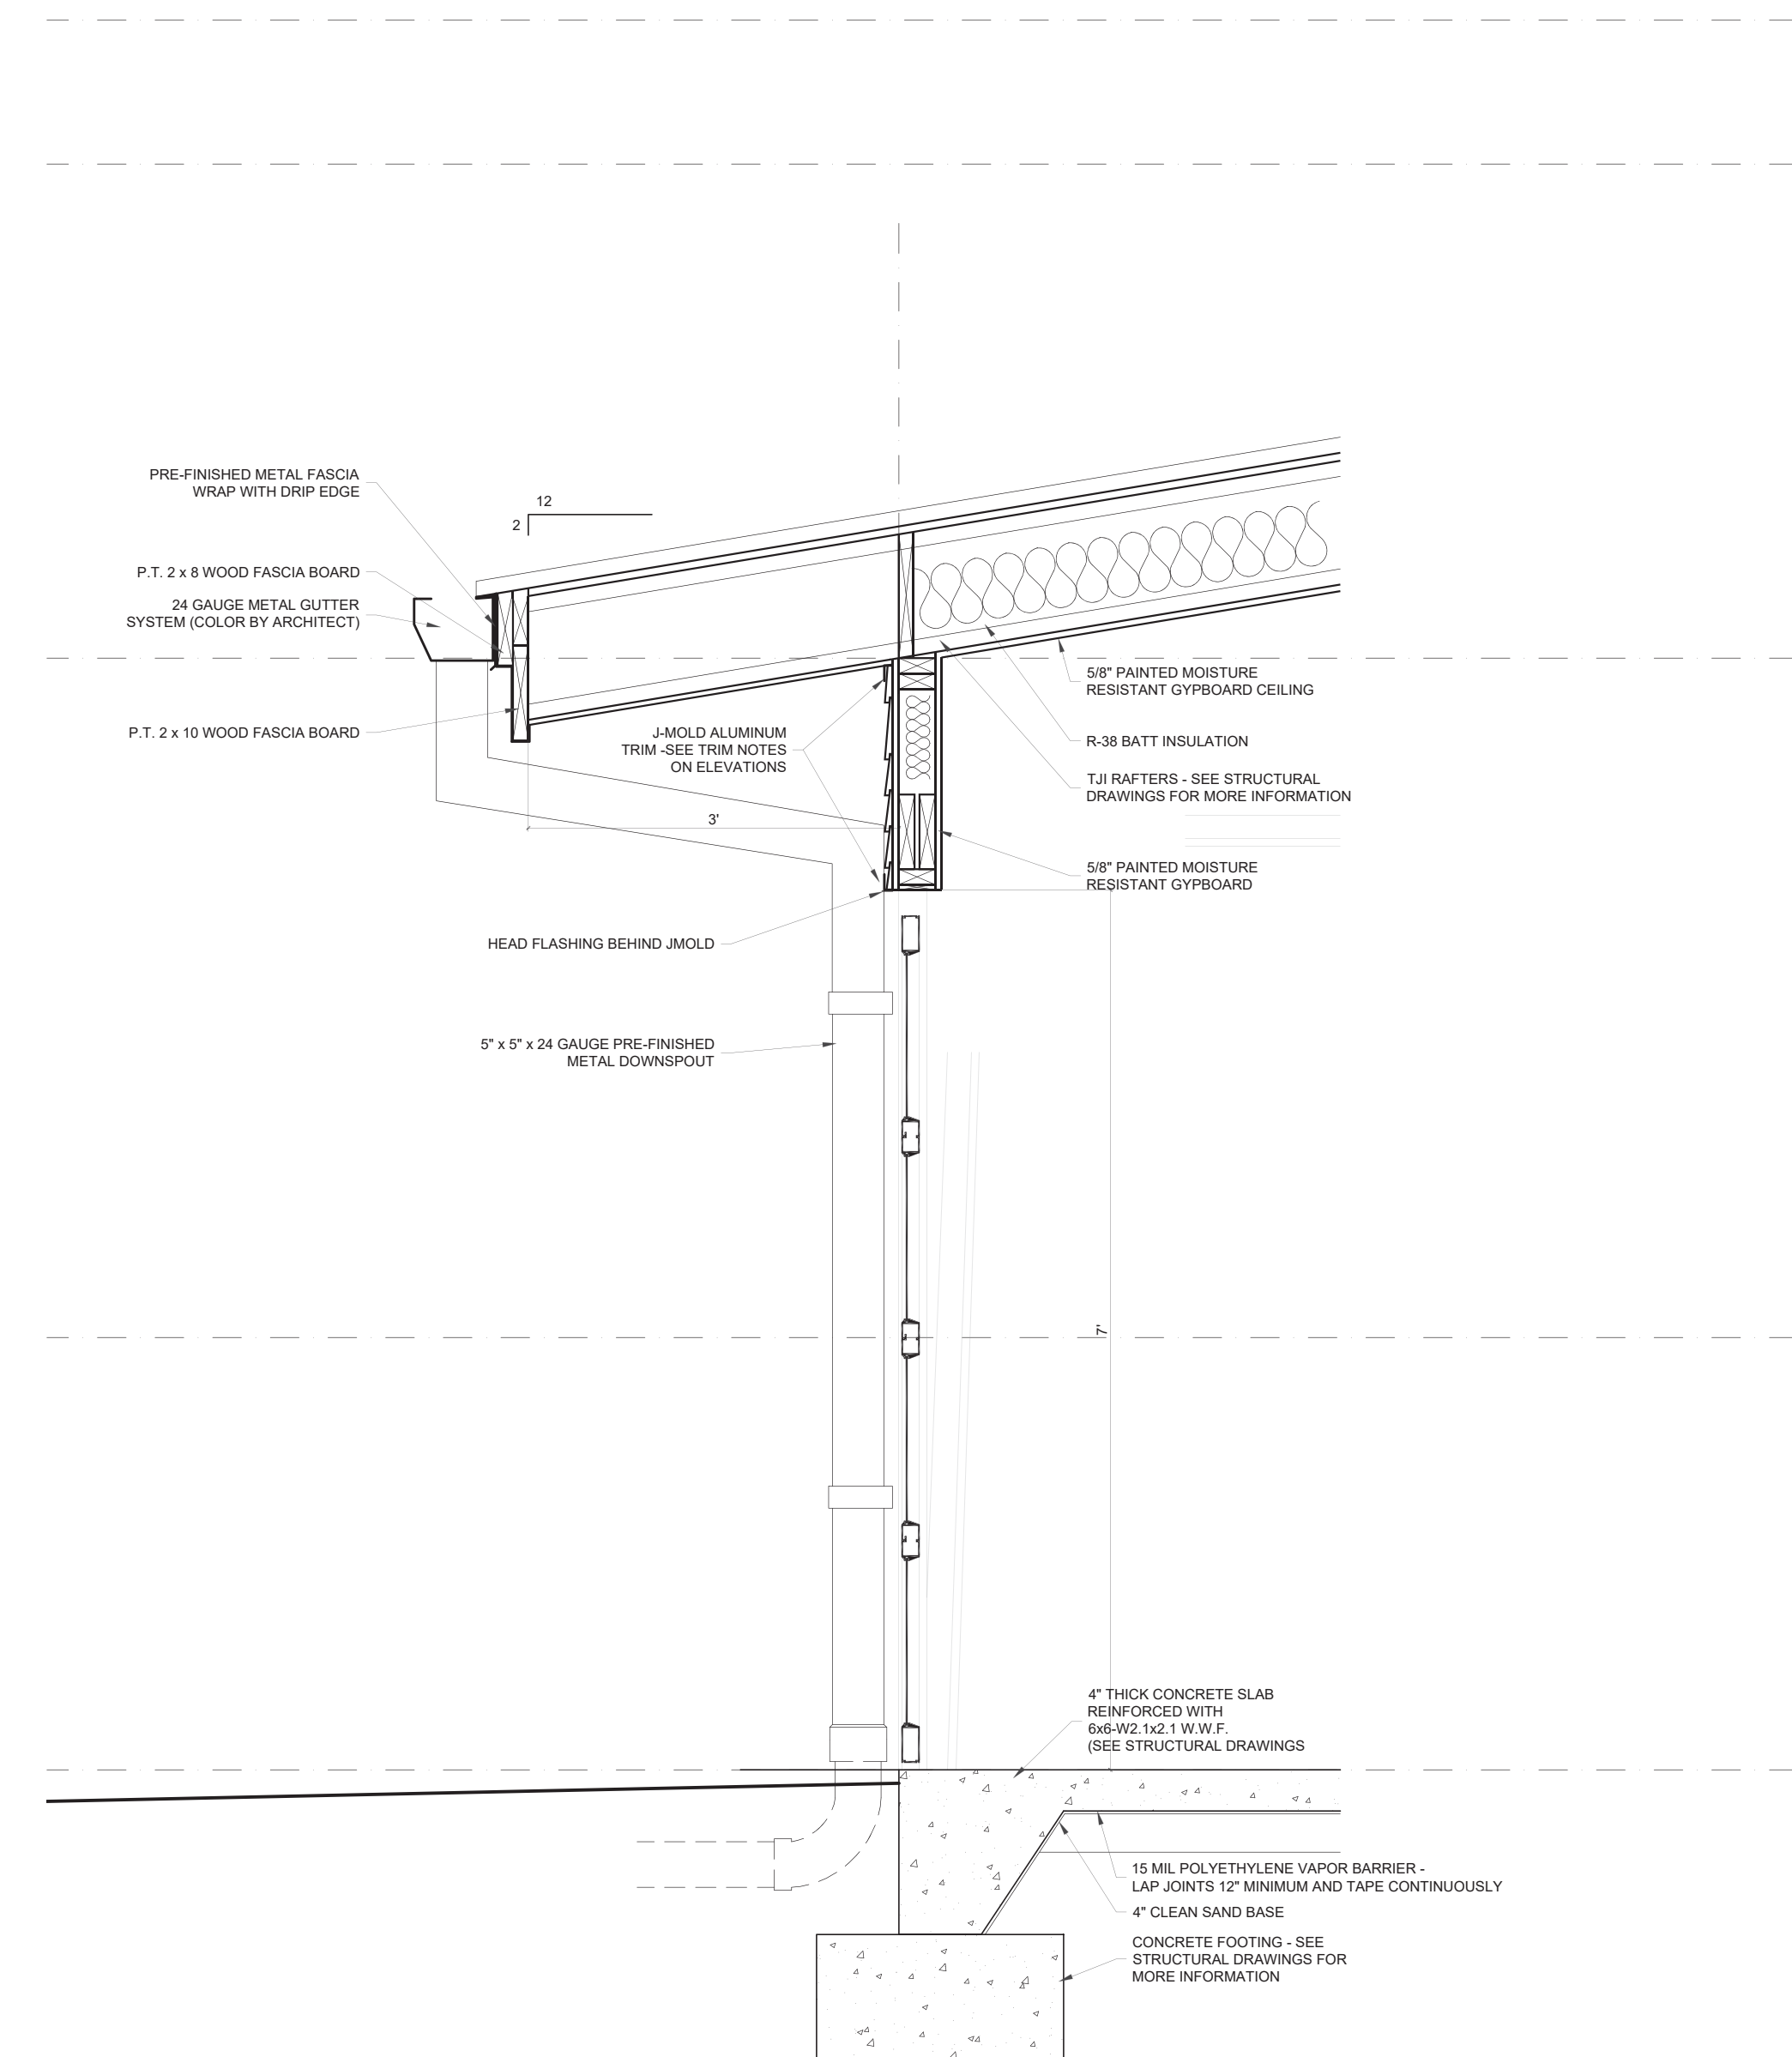 PRE-FINISHED METAL FASCIA
WRAP WITH DRIP EDGE
12
2
P.T. 2 x 8 WOOD FASCIA BOARD
24 GAUGE METAL GUTTER
SYSTEM (COLOR BY ARCHITECT)
P.T. 2 x 10 WOOD FASCIA BOARD
J-MOLD ALUMINUM
TRIM -SEE TRIM NOTES
ON ELEVATIONS
3'
5/8" PAINTED MOISTURE
RESISTANT GYPBOARD CEILING
R-38 BATT INSULATION
TJI RAFTERS - SEE STRUCTURAL
DRAWINGS FOR MORE INFORMATION
5/8" PAINTED MOISTURE
RESISTANT GYPBOARD
HEAD FLASHING BEHIND JMOLD
5" x 5" x 24 GAUGE PRE-FINISHED
METAL DOWNSPOUT
7'
4" THICK CONCRETE SLAB
REINFORCED WITH
6x6-W2.1x2.1 W.W.F.
(SEE STRUCTURAL DRAWINGS
15 MIL POLYETHYLENE VAPOR BARRIER -
LAP JOINTS 12" MINIMUM AND TAPE CONTINUOUSLY
4" CLEAN SAND BASE
CONCRETE FOOTING - SEE
STRUCTURAL DRAWINGS FOR
MORE INFORMATION